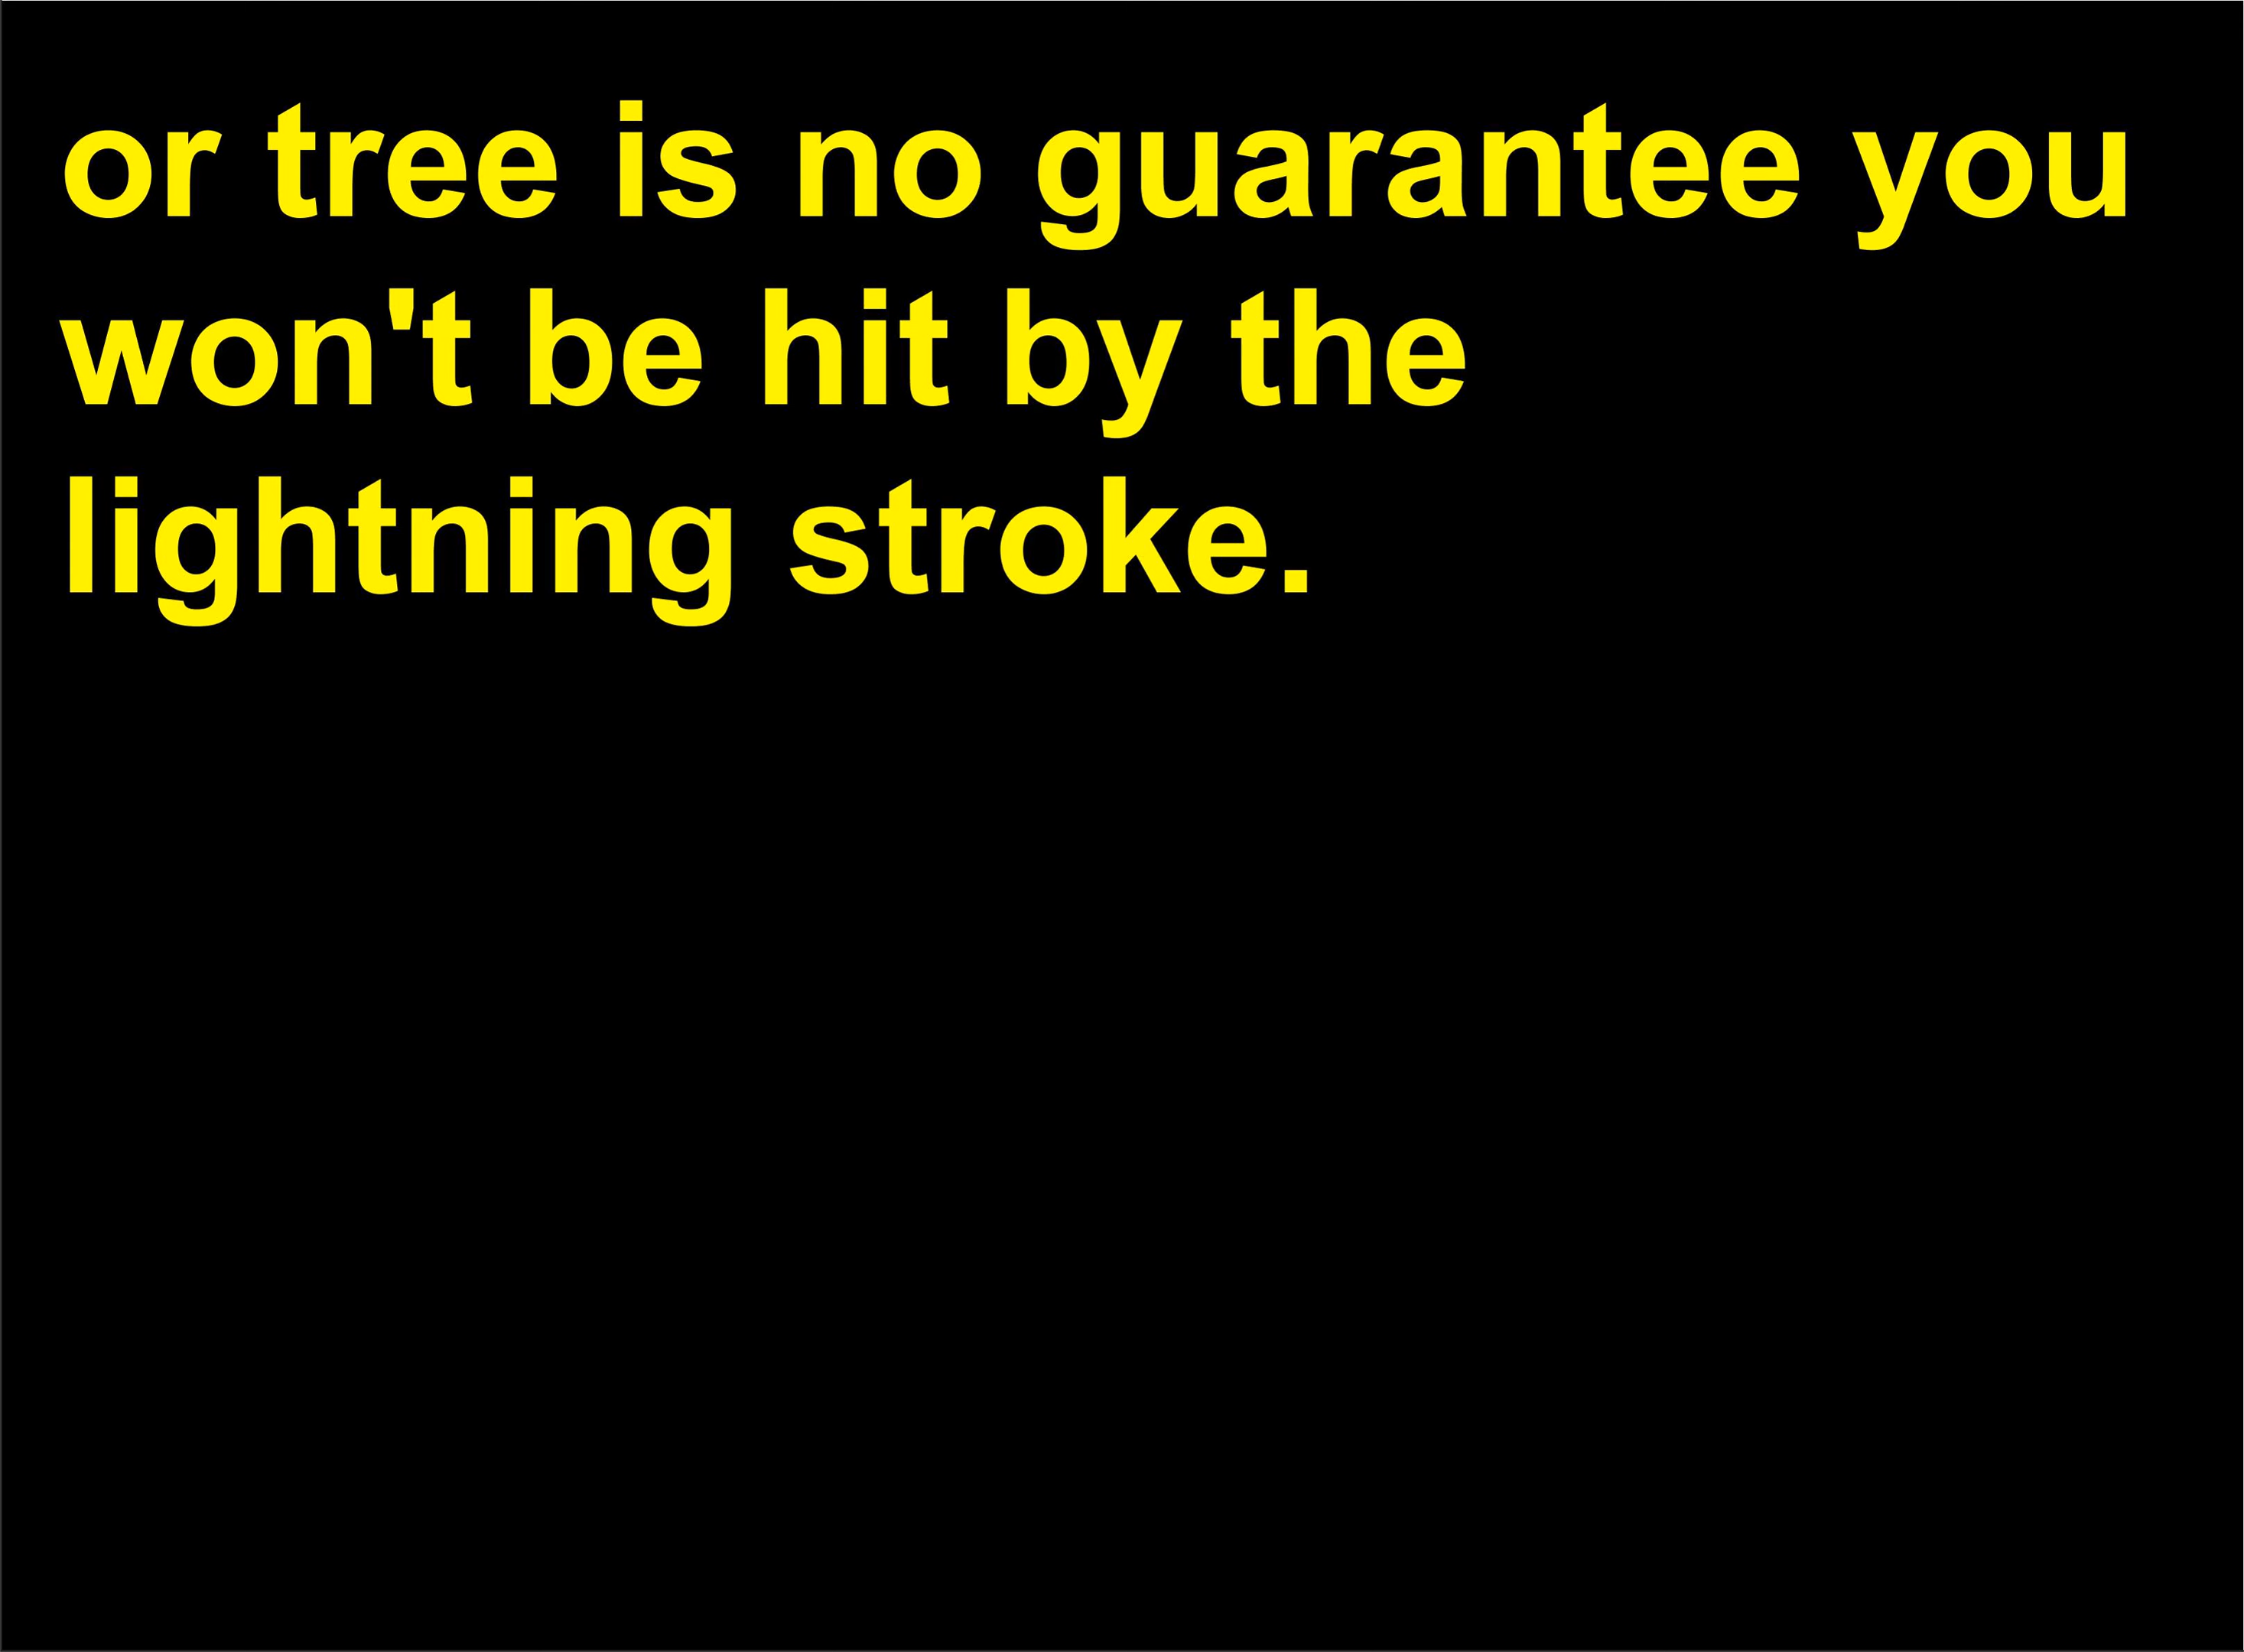 or tree is no guarantee you
won't be hit by the
lightning stroke.